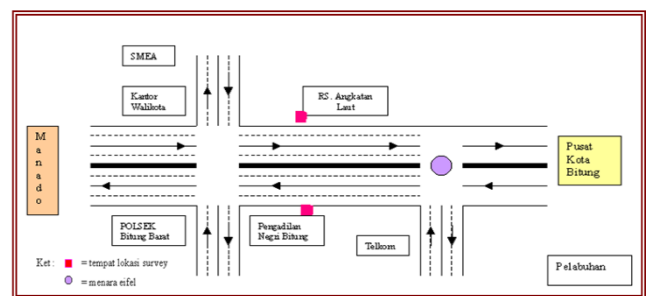 SMEA
Kantor
Walikota
RS. Angkatan
Laut
Manado
Pusat
Kota
Bitung
POLSEK
Bitung Barat
Pengadilan
Negri Bitung
Telkom
Pelabuhan
Ket : = tempat lokasi survey
= menara eifel